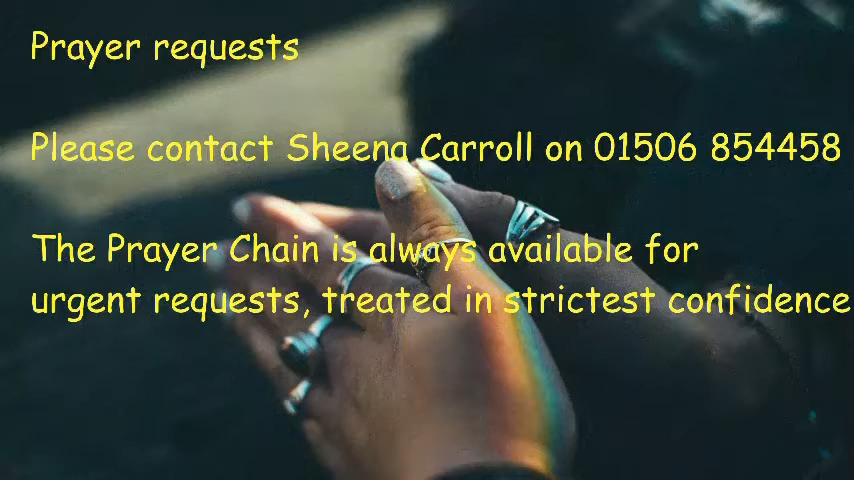 Prayer requests
Please contact Sheena Carroll on 01506 854458
The Prayer Chain is always available for
urgent requests, treated in strictest confidence